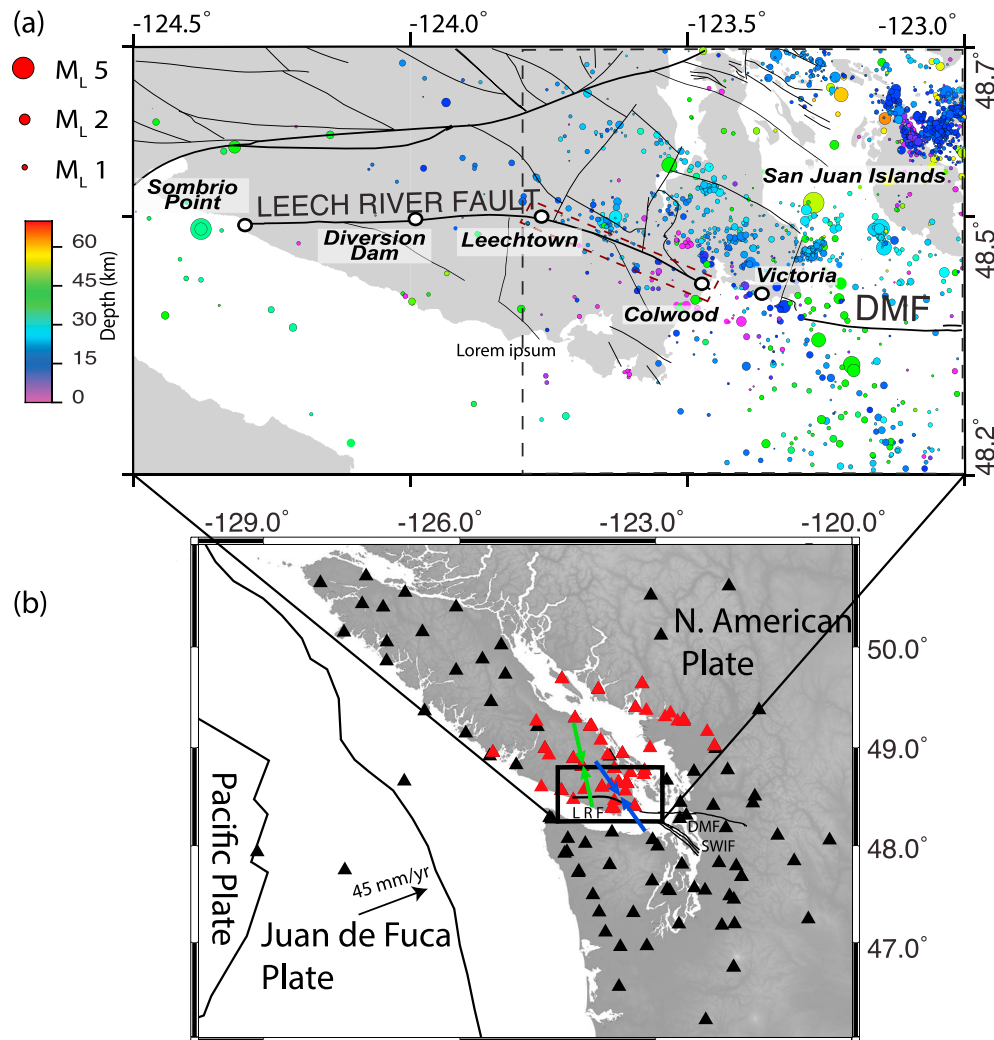 (a)
-124.5 -124.0 -123.5 -123.0
M L 5
M L 2
M L 1
48.7°
48.5°
48.2°
Depth (km)
60
45
30
15
0
Sombrio
Point
LEECH RIVER FAULT
Diversion
Dam
Leechtown
San Juan Islands
Victoria
Colwood
DMF
Lorem ipsum
(b)
-129.0° -126.0° -123.0° -120.0°
50.0°
49.0°
48.0°
47.0°
N. American
Plate
L R F
DMF
SWIF
Pacific Plate
45 mm/yr
Juan de Fuca
Plate